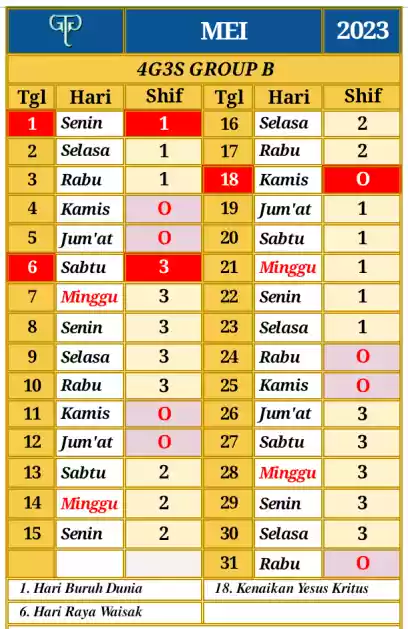 MEI 2023
4G3S GROUP B
Tgl Hari Shif Tgl Hari Shif
1 Senin 1 16 Selasa 2
2 Selasa 1 17 Rabu 2
3 Rabu 1 18 Kamis O
4 Kamis O 19 Jum'at 1
5 Jum'at O 20 Sabtu 1
6 Sabtu 3 21 Minggu 1
7 Minggu 3 22 Senin 1
8 Senin 3 23 Selasa 1
9 Selasa 3 24 Rabu O
10 Rabu 3 25 Kamis O
11 Kamis O 26 Jum'at 3
12 Jum'at O 27 Sabtu 3
13 Sabtu 2 28 Minggu 3
14 Minggu 2 29 Senin 3
15 Senin 2 30 Selasa 3
31 Rabu O
1. Hari Buruh Dunia 18. Kenaikan Yesus Kritus
6. Hari Raya Waisak